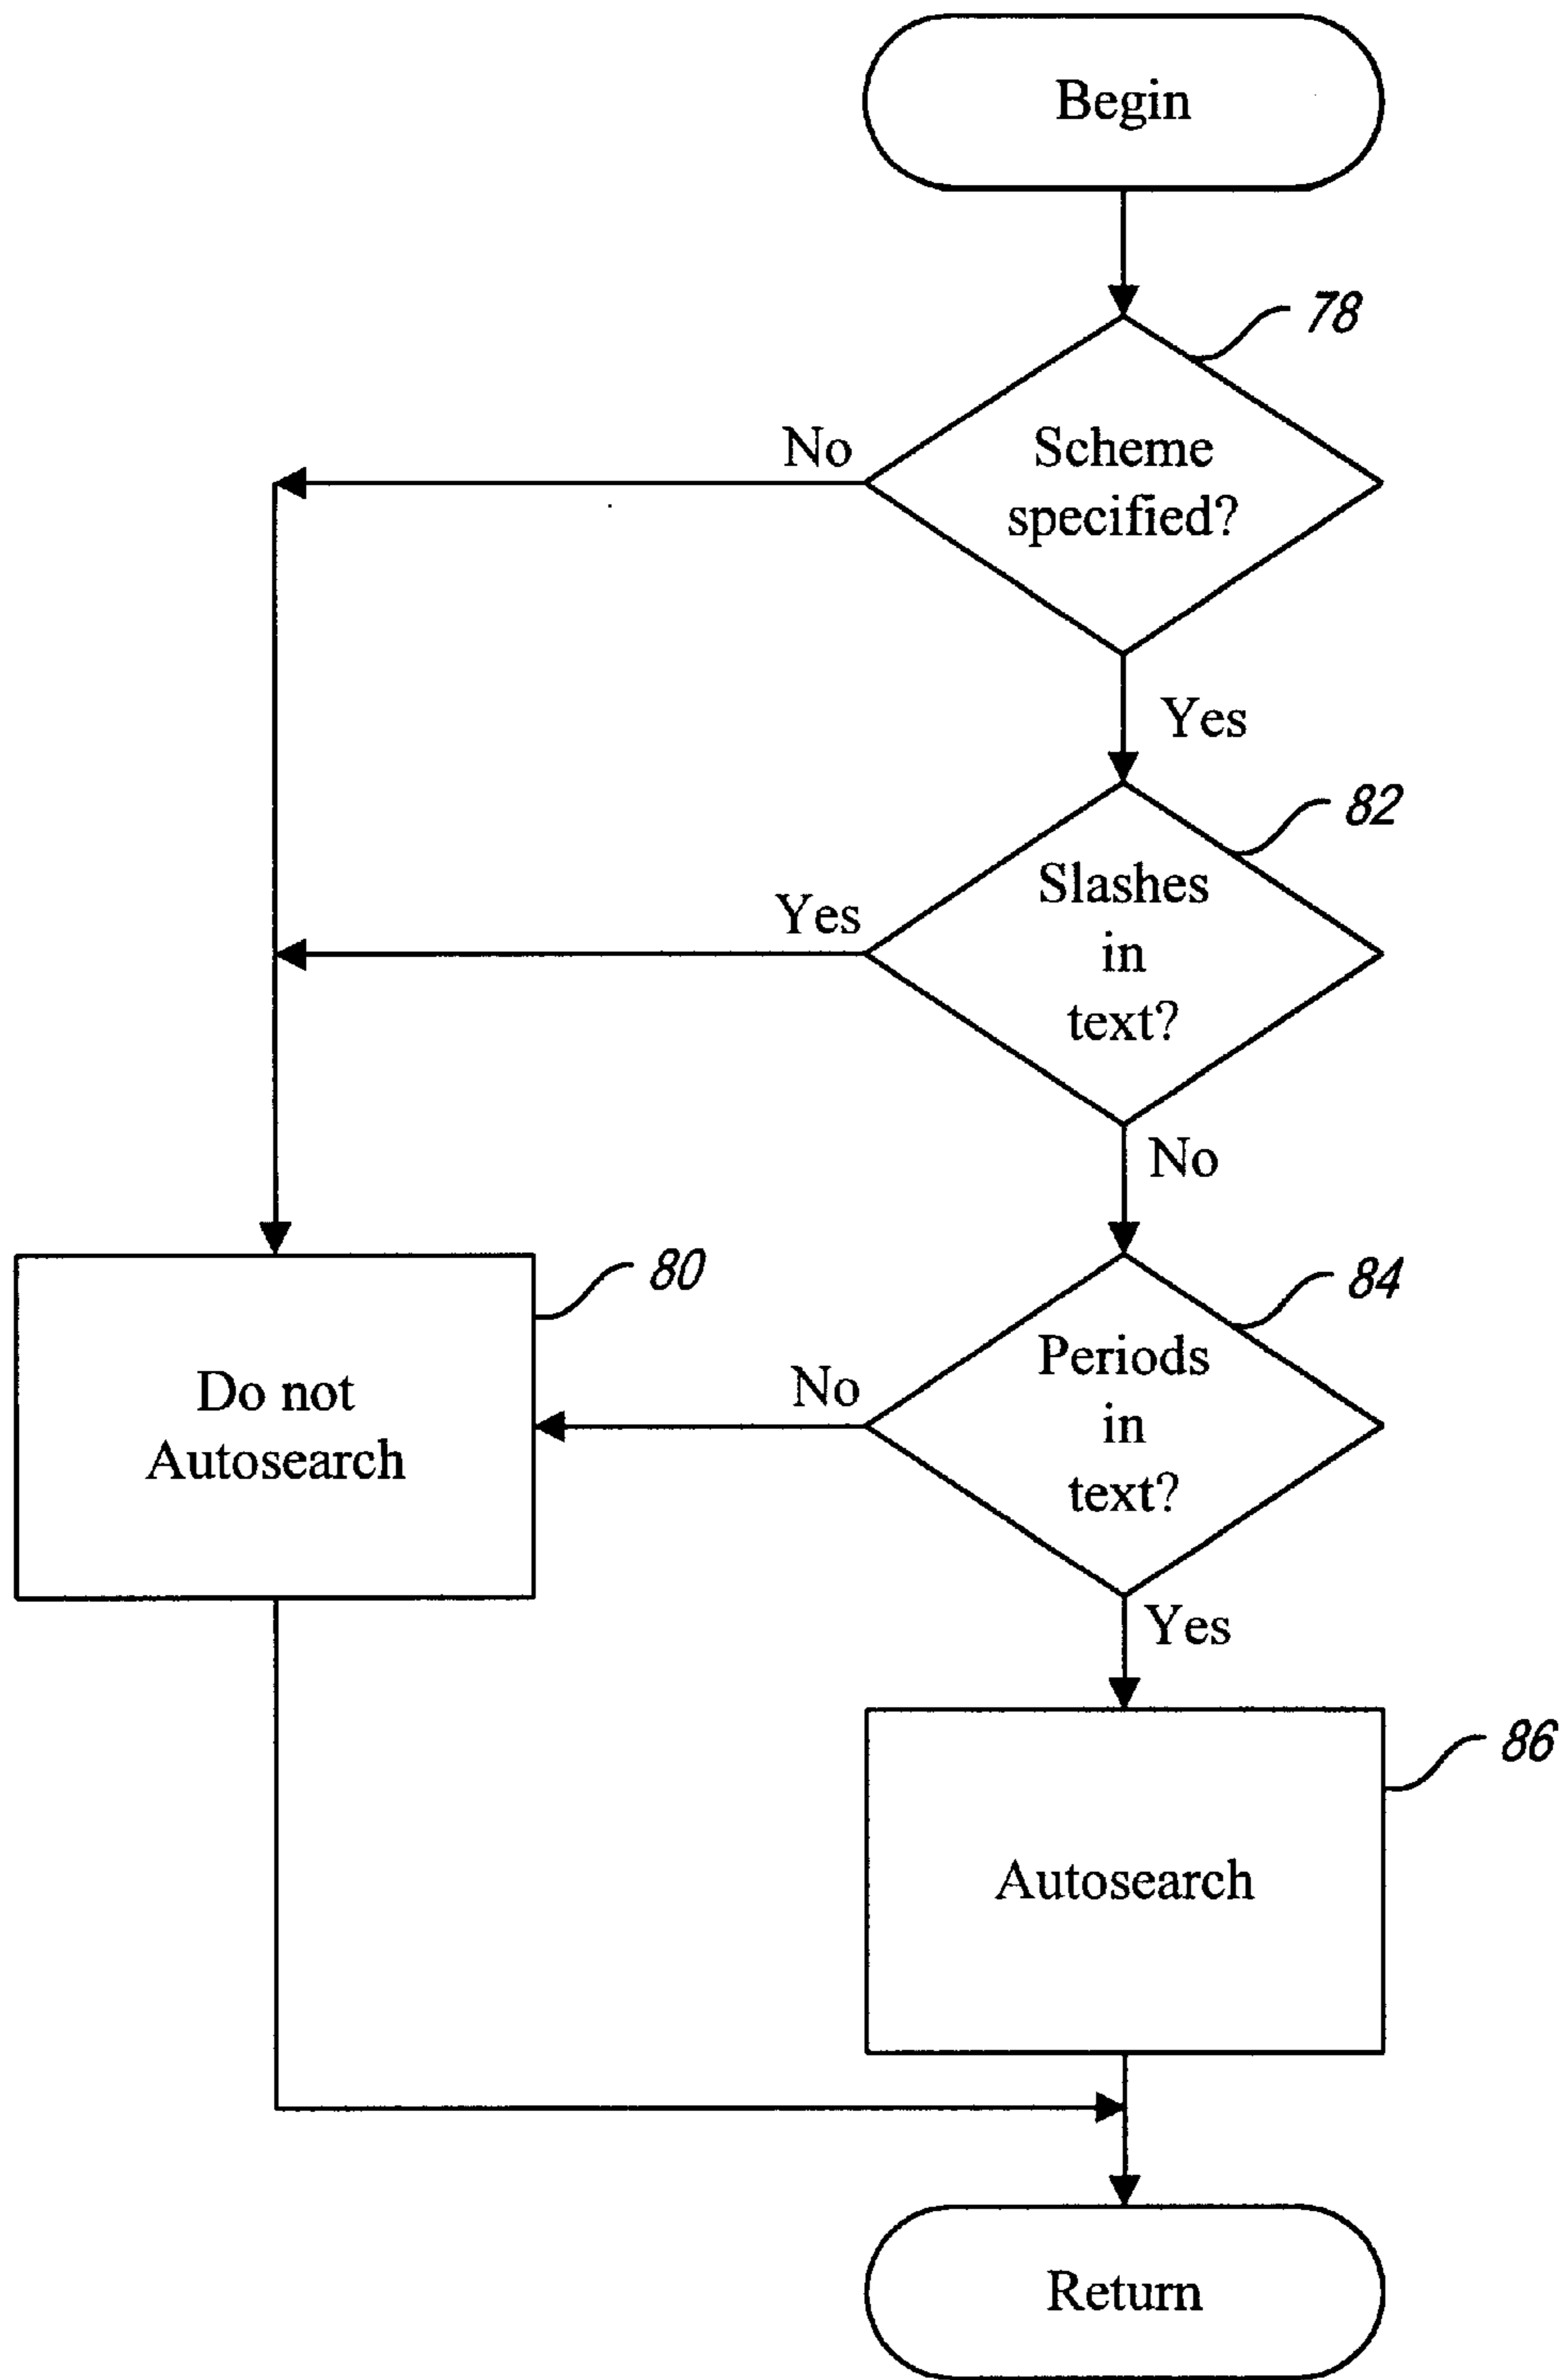 Begin
78
No
Scheme
specified?
Yes
82
Yes
Slashes
in
text?
No
80
84
Do not
Autosearch
No
Periods
in
text?
Yes
86
Autosearch
Return